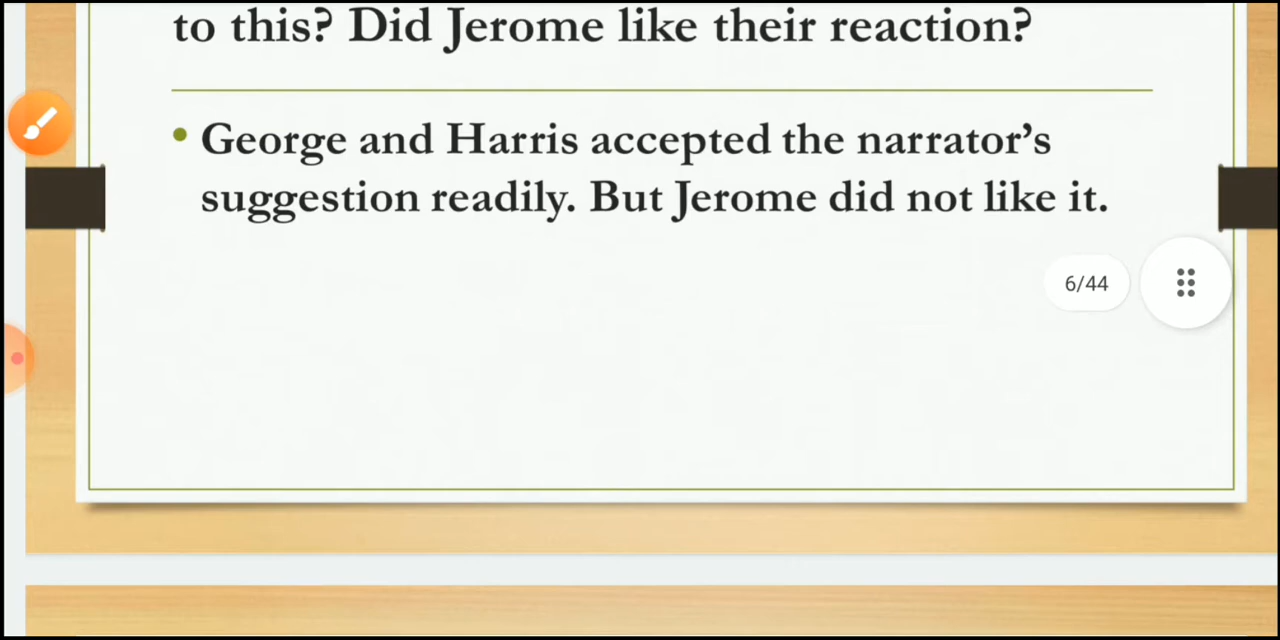 to this? Did Jerome like their reaction?
• George and Harris accepted the narrator’s
suggestion readily. But Jerome did not like it.
6/44